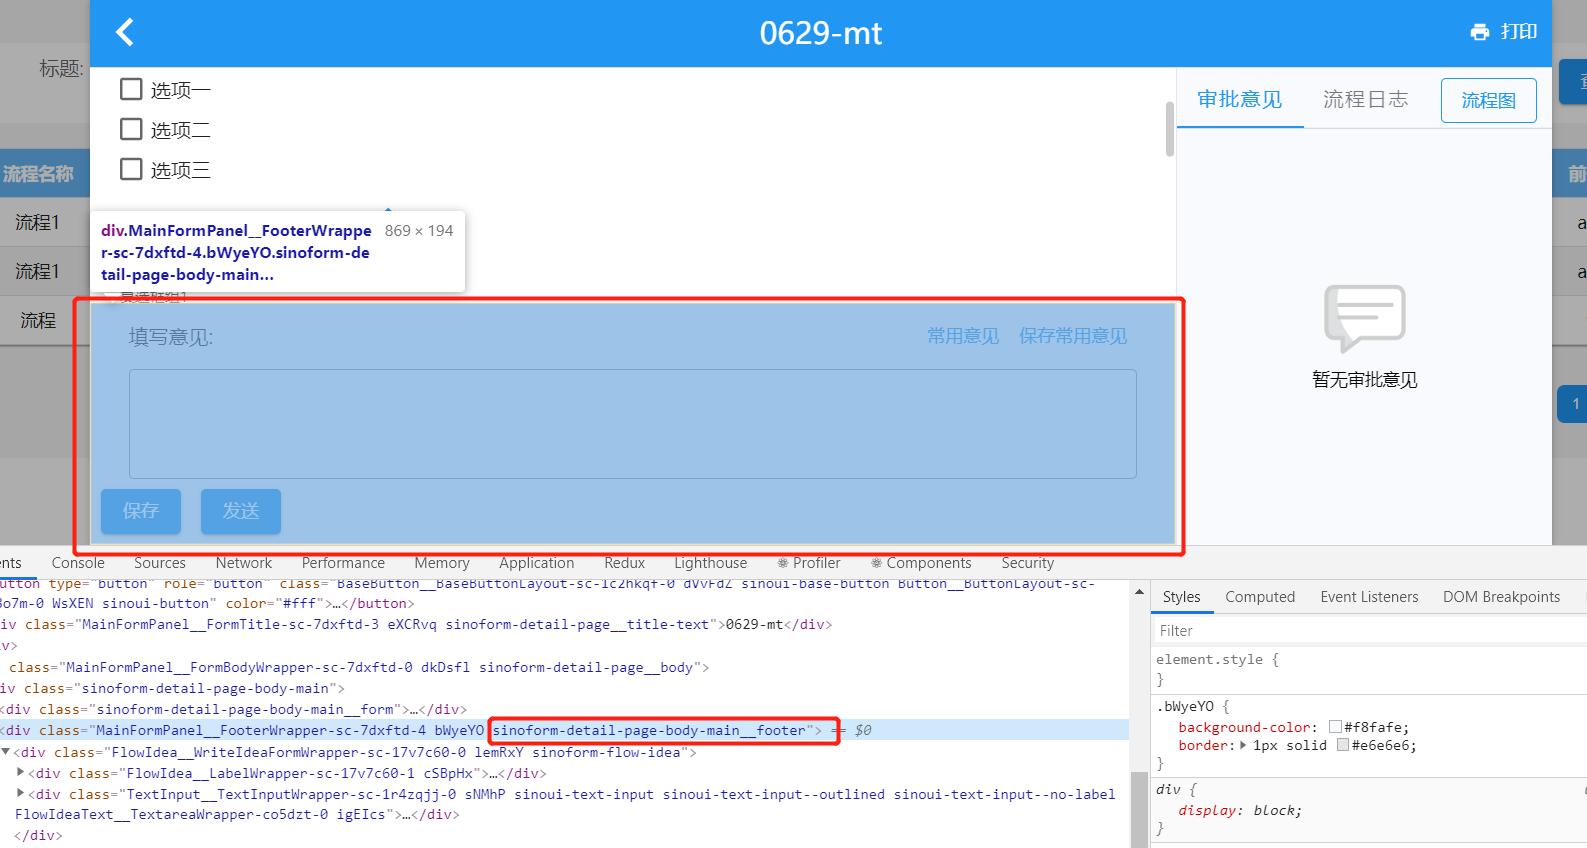 0629-mt
打印
标题:
选项一
选项二
选项三
审批意见
流程日志
流程图
流程名称
前
流程1
a
流程1
a
流程
div.MainFormPanel__FooterWrappe
r-sc-7dxftd-4.bWyeYO.sinoform-de
tail-page-body-main...
869 × 194
填写意见:
常用意见
保存常用意见
暂无审批意见
1
保存
发送
ents
Console
Sources
Network
Performance
Memory
Application
Redux
Lighthouse
⚛ Profiler
⚛ Components
Security
utton type="button" role="button" class="BaseButton__BaseButtonLayout-sc-1c2hkqf-0 dVvFdZ sinoui-base-button Button__ButtonLayout-sc-
3o7m-0 WsXEN sinoui-button" color="#fff">…</button>
iv class="MainFormPanel__FormTitle-sc-7dxftd-3 eXCRvq sinoform-detail-page__title-text">0629-mt</div>
v>
class="MainFormPanel__FormBodyWrapper-sc-7dxftd-0 dkDsfl sinoform-detail-page__body">
iv class="sinoform-detail-page-body-main">
<div class="sinoform-detail-page-body-main__form">…</div>
<div class="MainFormPanel__FooterWrapper-sc-7dxftd-4 bWyeYO sinoform-detail-page-body-main__footer"> == $0
▼<div class="FlowIdea__WriteIdeaFormWrapper-sc-17v7c60-0 lemRxY sinoform-flow-idea">
▶<div class="FlowIdea__LabelWrapper-sc-17v7c60-1 cSBpHx">…</div>
▶<div class="TextInput__TextInputWrapper-sc-1r4zqjj-0 sNMhP sinoui-text-input sinoui-text-input--outlined sinoui-text-input--no-label
FlowIdeaText__TextareaWrapper-co5dzt-0 igEIcs">…</div>
</div>
Styles
Computed
Event Listeners
DOM Breakpoints
Filter
element.style {
}
.bWyeYO {
background-color: #f8fafe;
border: ▶ 1px solid #e6e6e6;
}
div {
display: block;
}